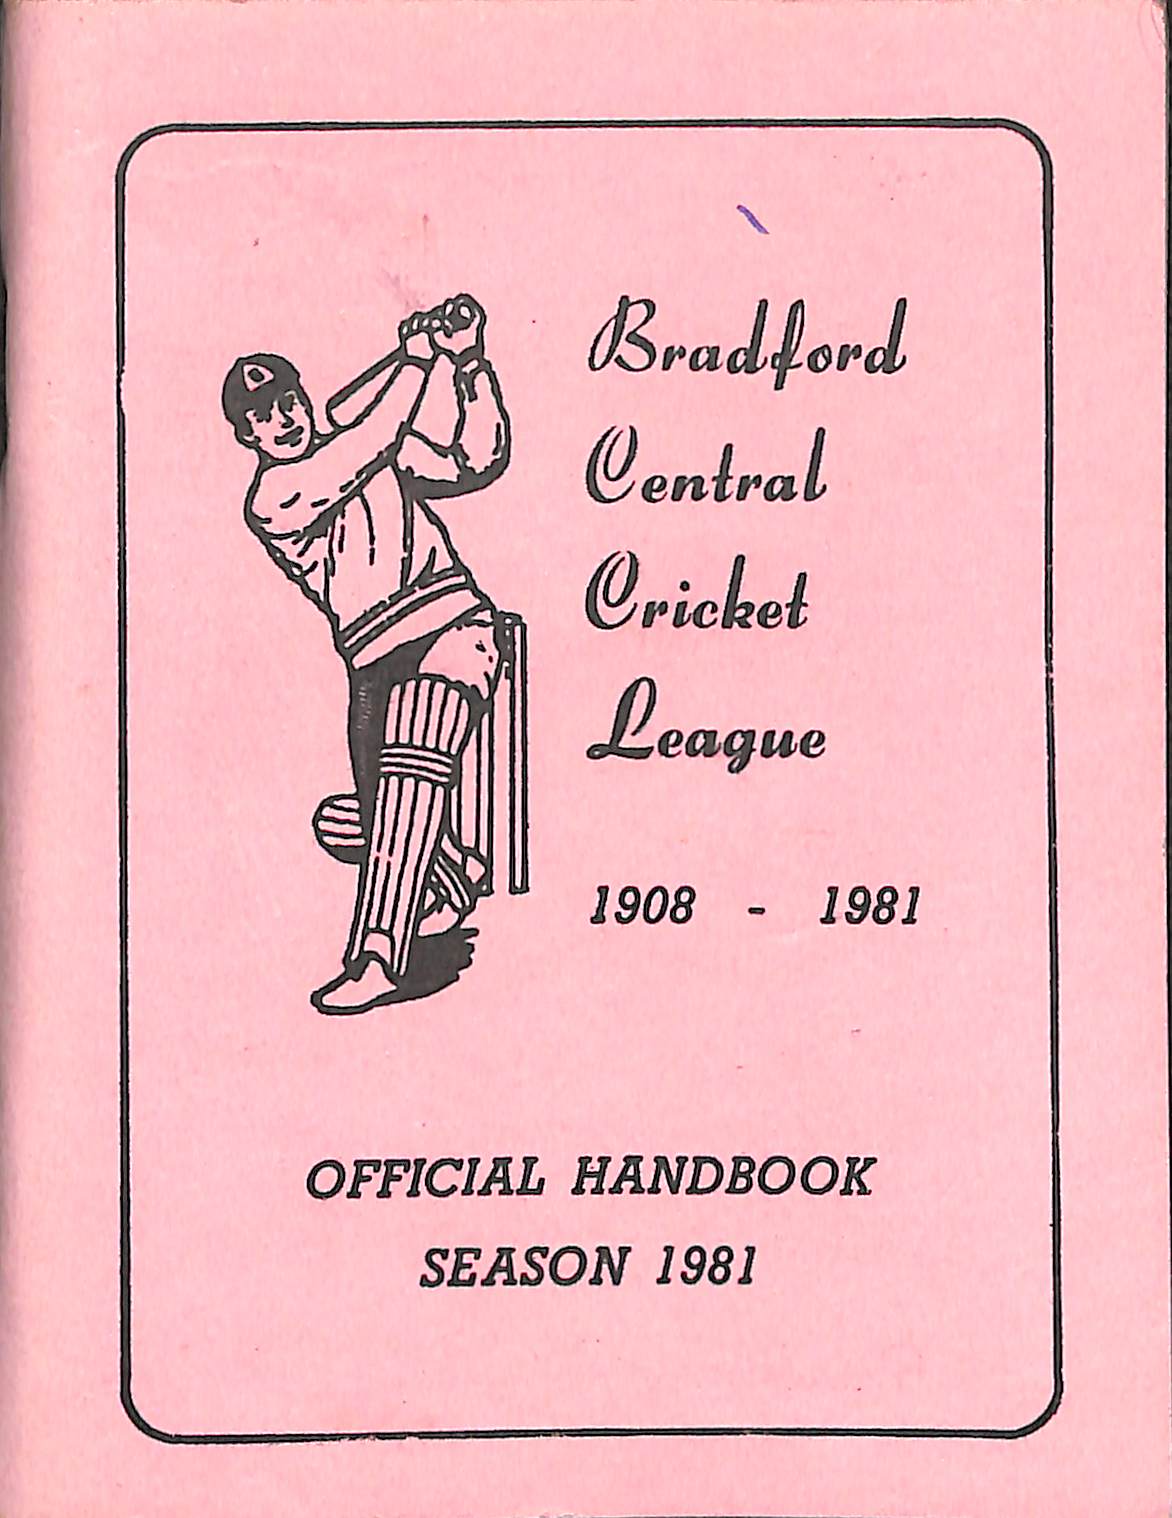 Bradford
Central
Cricket
League
1908 - 1981
OFFICIAL HANDBOOK
SEASON 1981